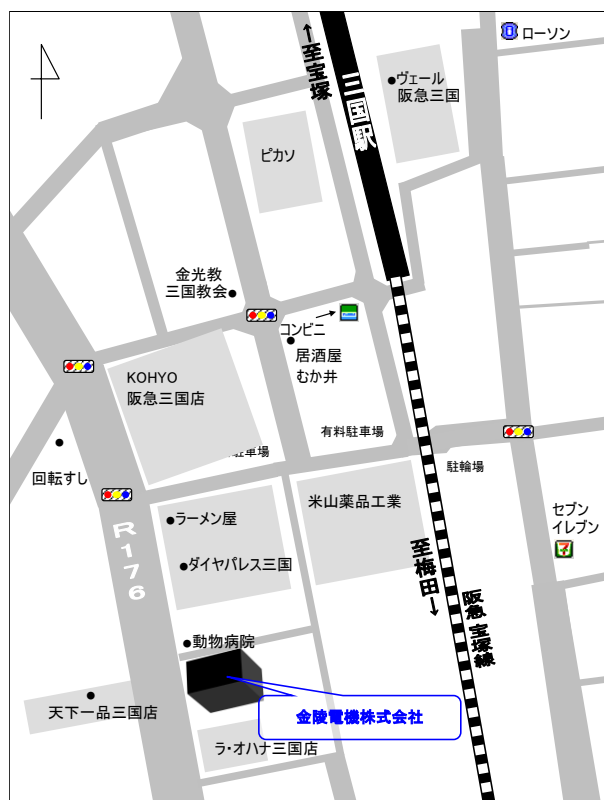 ローソン
←至宝塚
三国駅
●ヴェール
阪急三国
ピカソ
金光教
三国教会●
コンビニ
居酒屋
むか井
KOHYO
阪急三国店
有料駐車場
駐車場
駐輪場
回転すし
●ラーメン屋
米山薬品工業
セブン
イレブン
7
R176
●ダイヤパレス三国
至梅田→
阪急 宝塚線
●動物病院
天下一品三国店
金陵電機株式会社
ラ・オハナ三国店